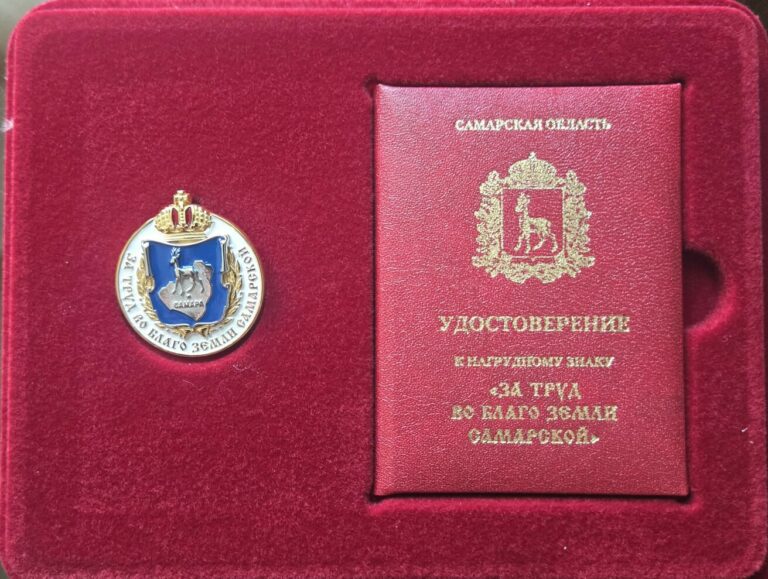 ЗА ТРУД ВО БЛАГО ЗЕМЛИ САМАРСКОЙ
САМАРА
САМАРСКАЯ ОБЛАСТЬ
УДОСТОВЕРЕНИЕ
К НАГРУДНОМУ ЗНАКУ
«ЗА ТРУД
ВО БЛАГО ЗЕМЛИ
САМАРСКОЙ»